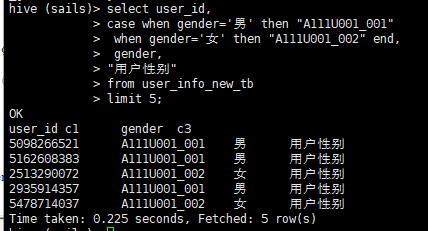 hive (sails)> select user_id,
> case when gender='男' then "A111U001_001"
> when gender='女' then "A111U001_002" end,
> gender,
> "用户性别"
> from user_info_new_tb
> limit 5;
OK
user_id c1 gender c3
5098266521 A111U001_001 男 用户性别
5162608383 A111U001_001 男 用户性别
2513290072 A111U001_002 女 用户性别
2935914357 A111U001_001 男 用户性别
5478714037 A111U001_002 女 用户性别
Time taken: 0.225 seconds, Fetched: 5 row(s)